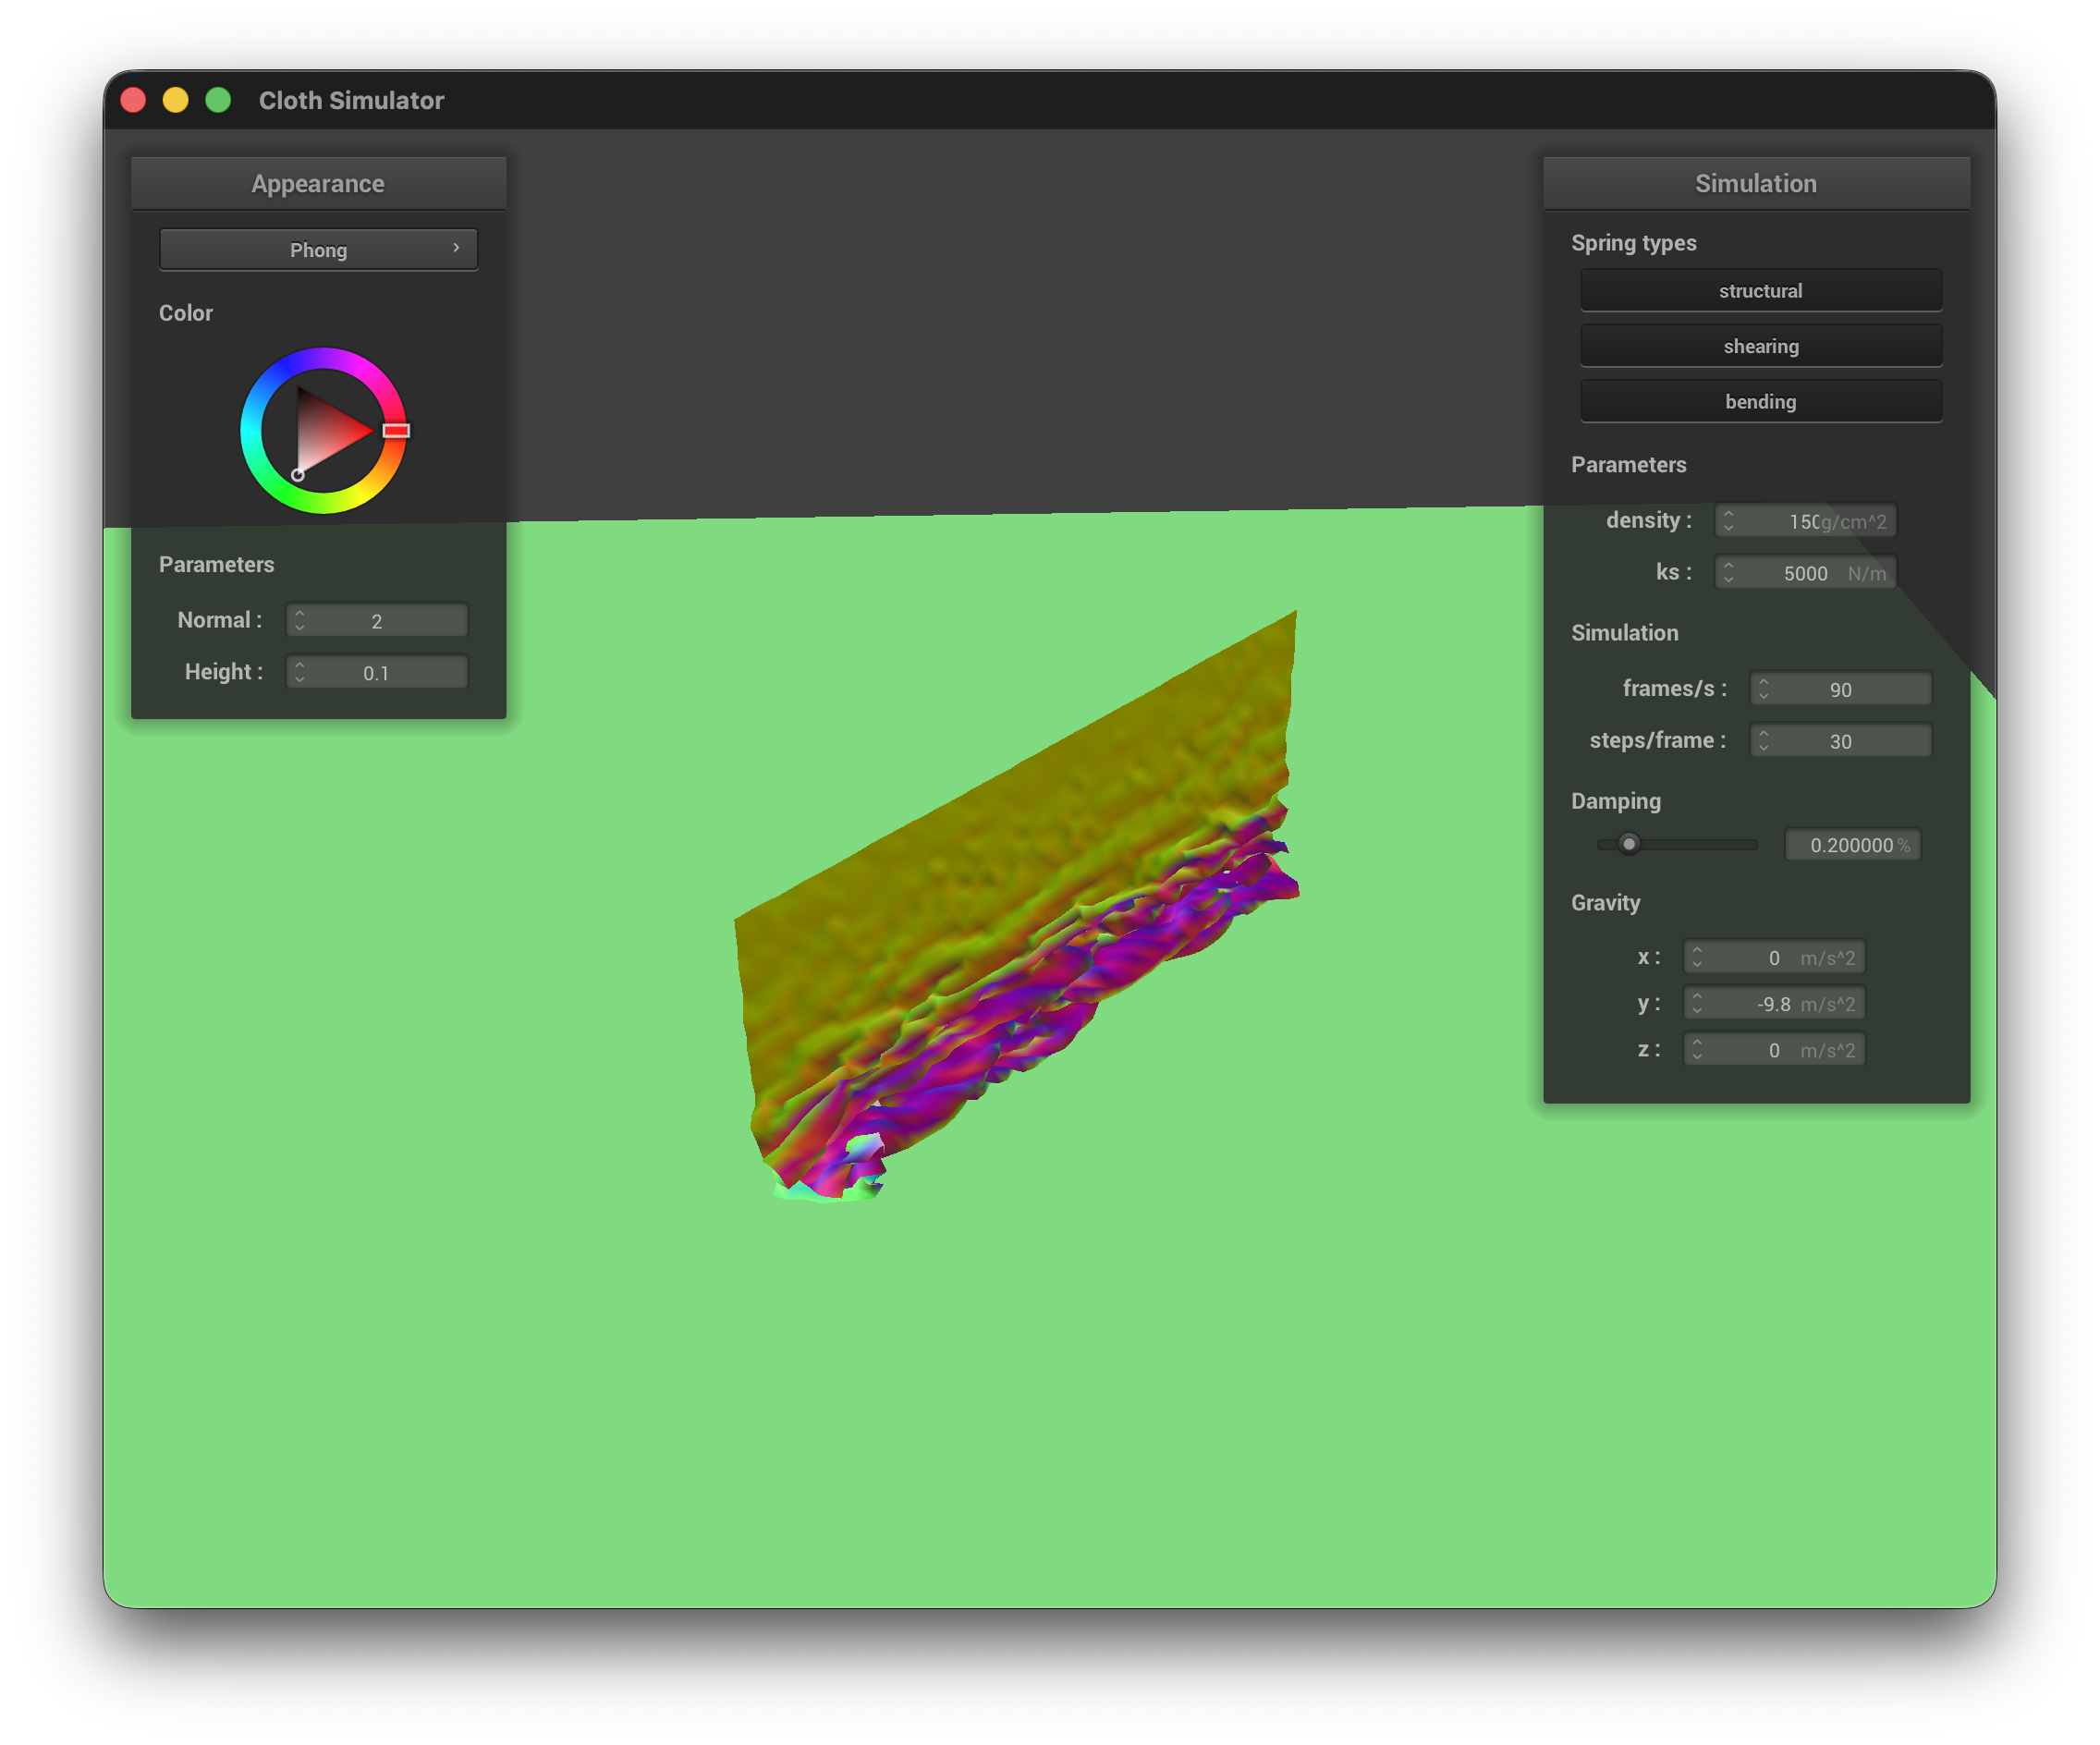 Cloth Simulator
Appearance
Phong
Color
Parameters
Normal : 2
Height : 0.1
Simulation
Spring types
structural
shearing
bending
Parameters
density : 150 g/cm^2
ks : 5000 N/m
Simulation
frames/s : 90
steps/frame : 30
Damping
0.200000 %
Gravity
x : 0 m/s^2
y : -9.8 m/s^2
z : 0 m/s^2